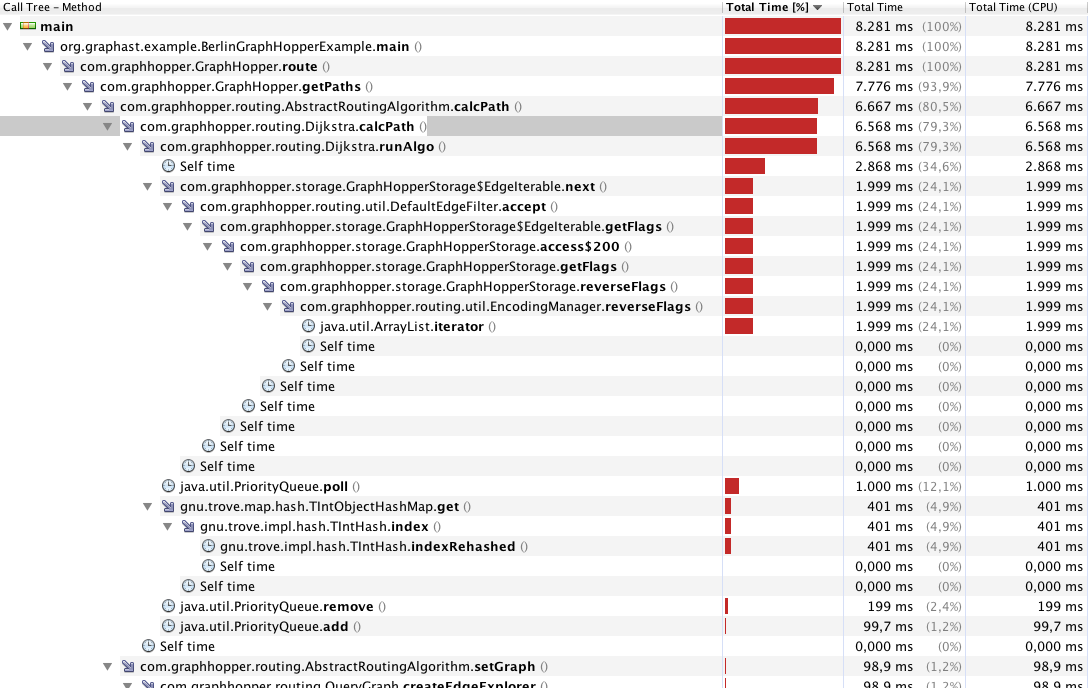 Call Tree – Method Total Time [%] Total Time Total Time (CPU)
main 8.281 ms (100%) 8.281 ms
org.graphast.example.BerlinGraphHopperExample.main () 8.281 ms (100%) 8.281 ms
com.graphhopper.GraphHopper.route () 8.281 ms (100%) 8.281 ms
com.graphhopper.GraphHopper.getPaths () 7.776 ms (93,9%) 7.776 ms
com.graphhopper.routing.AbstractRoutingAlgorithm.calcPath () 6.667 ms (80,5%) 6.667 ms
com.graphhopper.routing.Dijkstra.calcPath () 6.568 ms (79,3%) 6.568 ms
com.graphhopper.routing.Dijkstra.runAlgo () 6.568 ms (79,3%) 6.568 ms
Self time 2.868 ms (34,6%) 2.868 ms
com.graphhopper.storage.GraphHopperStorage$EdgeIterable.next () 1.999 ms (24,1%) 1.999 ms
com.graphhopper.routing.util.DefaultEdgeFilter.accept () 1.999 ms (24,1%) 1.999 ms
com.graphhopper.storage.GraphHopperStorage$EdgeIterable.getFlags () 1.999 ms (24,1%) 1.999 ms
com.graphhopper.storage.GraphHopperStorage.access$200 () 1.999 ms (24,1%) 1.999 ms
com.graphhopper.storage.GraphHopperStorage.getFlags () 1.999 ms (24,1%) 1.999 ms
com.graphhopper.storage.GraphHopperStorage.reverseFlags () 1.999 ms (24,1%) 1.999 ms
com.graphhopper.routing.util.EncodingManager.reverseFlags () 1.999 ms (24,1%) 1.999 ms
java.util.ArrayList.iterator () 1.999 ms (24,1%) 1.999 ms
Self time 0,000 ms (0%) 0,000 ms
Self time 0,000 ms (0%) 0,000 ms
Self time 0,000 ms (0%) 0,000 ms
Self time 0,000 ms (0%) 0,000 ms
Self time 0,000 ms (0%) 0,000 ms
Self time 0,000 ms (0%) 0,000 ms
Self time 0,000 ms (0%) 0,000 ms
java.util.PriorityQueue.poll () 1.000 ms (12,1%) 1.000 ms
gnu.trove.map.hash.TIntObjectHashMap.get () 401 ms (4,9%) 401 ms
gnu.trove.impl.hash.TIntHash.index () 401 ms (4,9%) 401 ms
gnu.trove.impl.hash.TIntHash.indexRehashed () 401 ms (4,9%) 401 ms
Self time 0,000 ms (0%) 0,000 ms
Self time 0,000 ms (0%) 0,000 ms
java.util.PriorityQueue.remove () 199 ms (2,4%) 199 ms
java.util.PriorityQueue.add () 99,7 ms (1,2%) 99,7 ms
Self time 0,000 ms (0%) 0,000 ms
com.graphhopper.routing.AbstractRoutingAlgorithm.setGraph () 98,9 ms (1,2%) 98,9 ms
com.graphhopper.routing.QueryGraph.createEdgeExplorer () 98,9 ms (1,2%) 98,9 ms